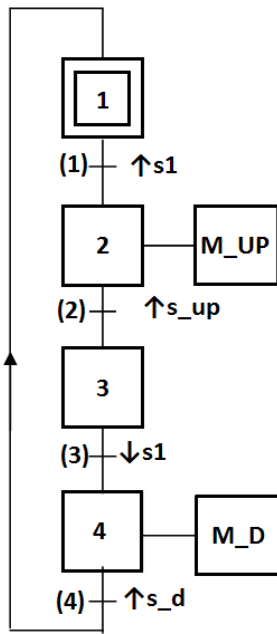 1
(1) ↑s1
2 M_UP
(2) ↑s_up
3
(3) ↓s1
4 M_D
(4) ↑s_d